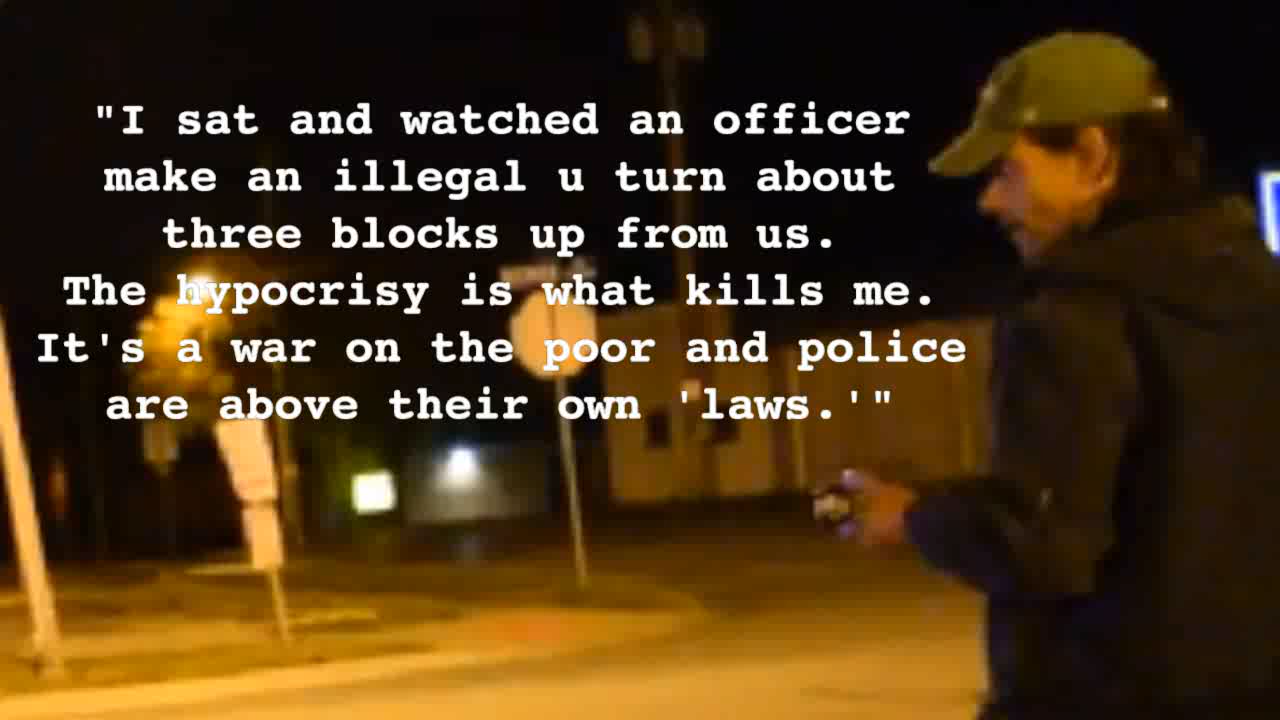 "I sat and watched an officer
make an illegal u turn about
three blocks up from us.
The hypocrisy is what kills me.
It's a war on the poor and police
are above their own 'laws.'"